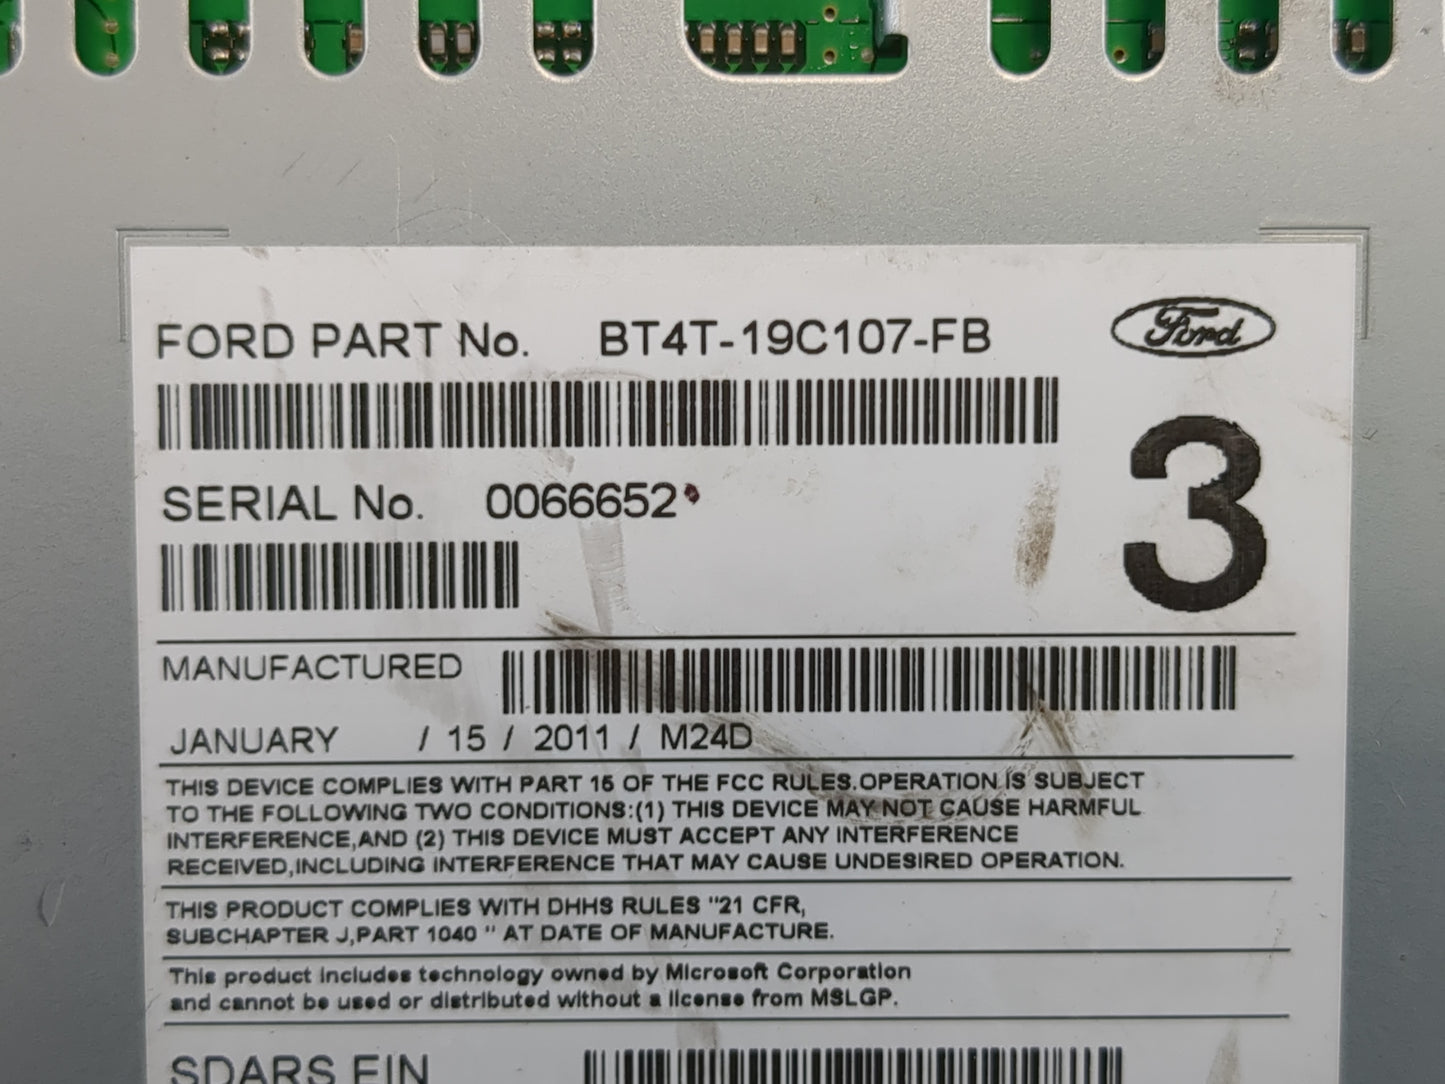 FORD PART No. BT4T-19C107-FB
Ford
3
SERIAL No. 0066652
MANUFACTURED
JANUARY / 15 / 2011 / M24D
THIS DEVICE COMPLIES WITH PART 15 OF THE FCC RULES.OPERATION IS SUBJECT
TO THE FOLLOWING TWO CONDITIONS:(1) THIS DEVICE MAY NOT CAUSE HARMFUL
INTERFERENCE,AND (2) THIS DEVICE MUST ACCEPT ANY INTERFERENCE
RECEIVED,INCLUDING INTERFERENCE THAT MAY CAUSE UNDESIRED OPERATION.
THIS PRODUCT COMPLIES WITH DHHS RULES "21 CFR,
SUBCHAPTER J,PART 1040 " AT DATE OF MANUFACTURE.
This product includes technology owned by Microsoft Corporation
and cannot be used or distributed without a license from MSLGP.
SDARS EIN